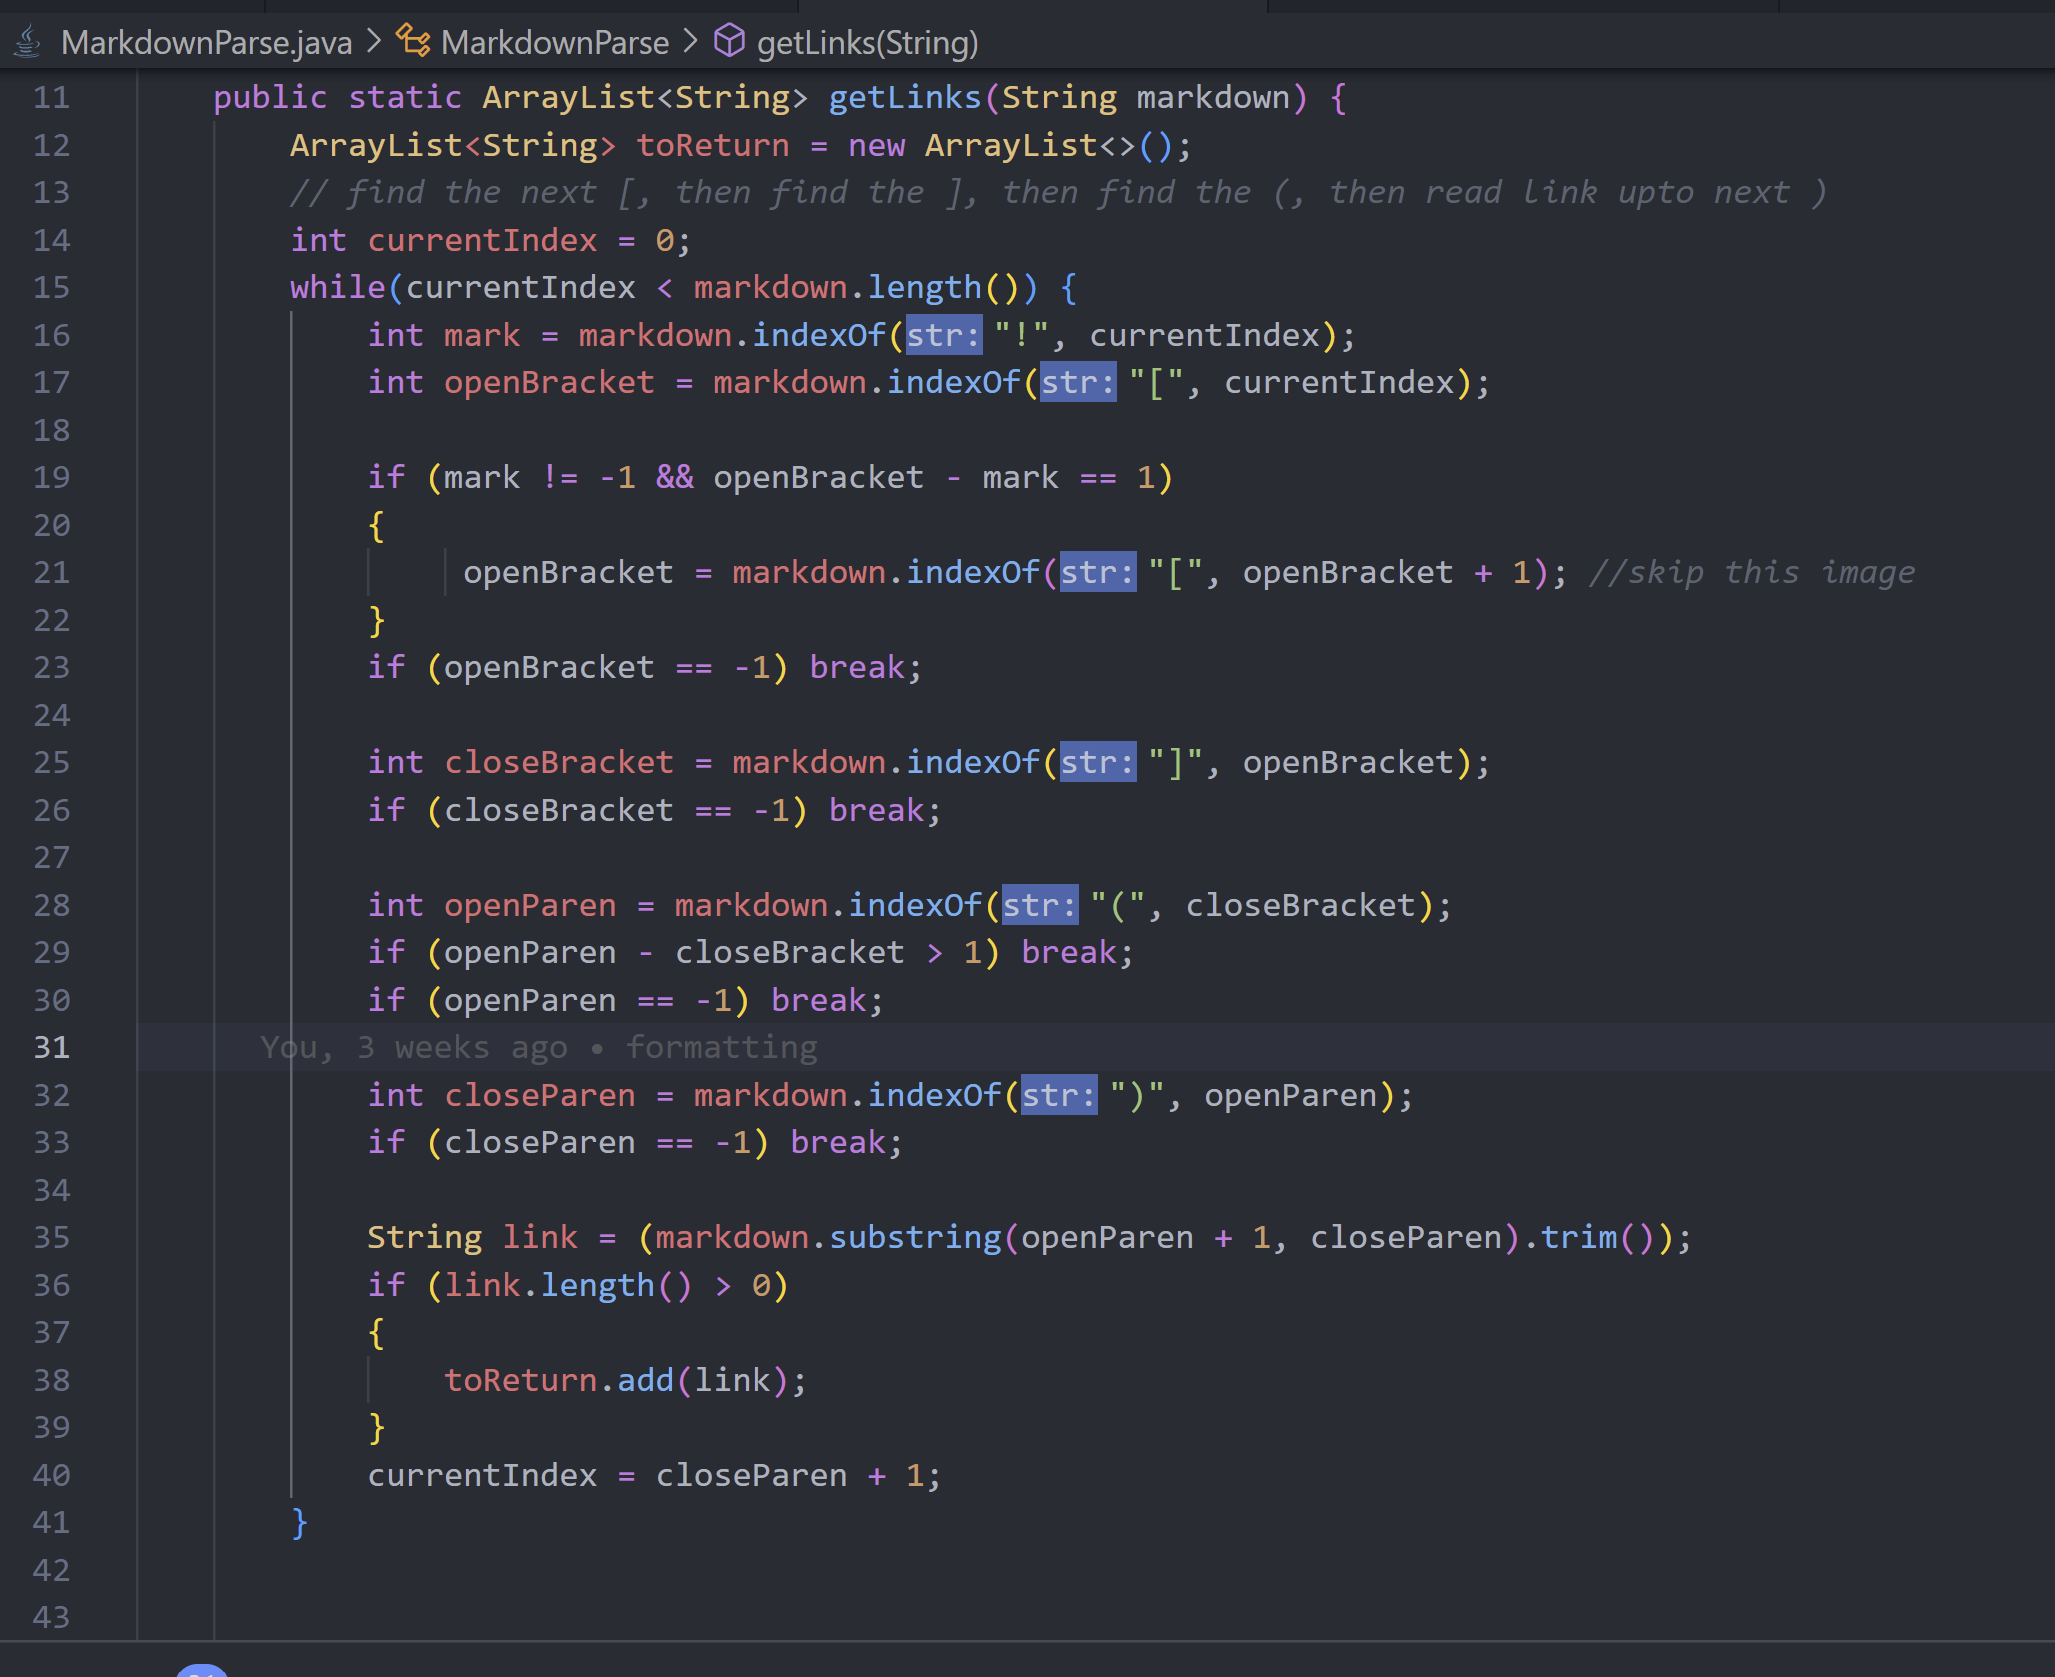 MarkdownParse.java > MarkdownParse > getLinks(String)
11 public static ArrayList<String> getLinks(String markdown) {
12 ArrayList<String> toReturn = new ArrayList<>();
13 // find the next [, then find the ], then find the (, then read link upto next )
14 int currentIndex = 0;
15 while(currentIndex < markdown.length()) {
16 int mark = markdown.indexOf(str: "!", currentIndex);
17 int openBracket = markdown.indexOf(str: "[", currentIndex);
18
19 if (mark != -1 && openBracket - mark == 1)
20 {
21 openBracket = markdown.indexOf(str: "[", openBracket + 1); //skip this image
22 }
23 if (openBracket == -1) break;
24
25 int closeBracket = markdown.indexOf(str: "]", openBracket);
26 if (closeBracket == -1) break;
27
28 int openParen = markdown.indexOf(str: "(", closeBracket);
29 if (openParen - closeBracket > 1) break;
30 if (openParen == -1) break;
31 You, 3 weeks ago • formatting
32 int closeParen = markdown.indexOf(str: ")", openParen);
33 if (closeParen == -1) break;
34
35 String link = (markdown.substring(openParen + 1, closeParen).trim());
36 if (link.length() > 0)
37 {
38 toReturn.add(link);
39 }
40 currentIndex = closeParen + 1;
41 }
42
43